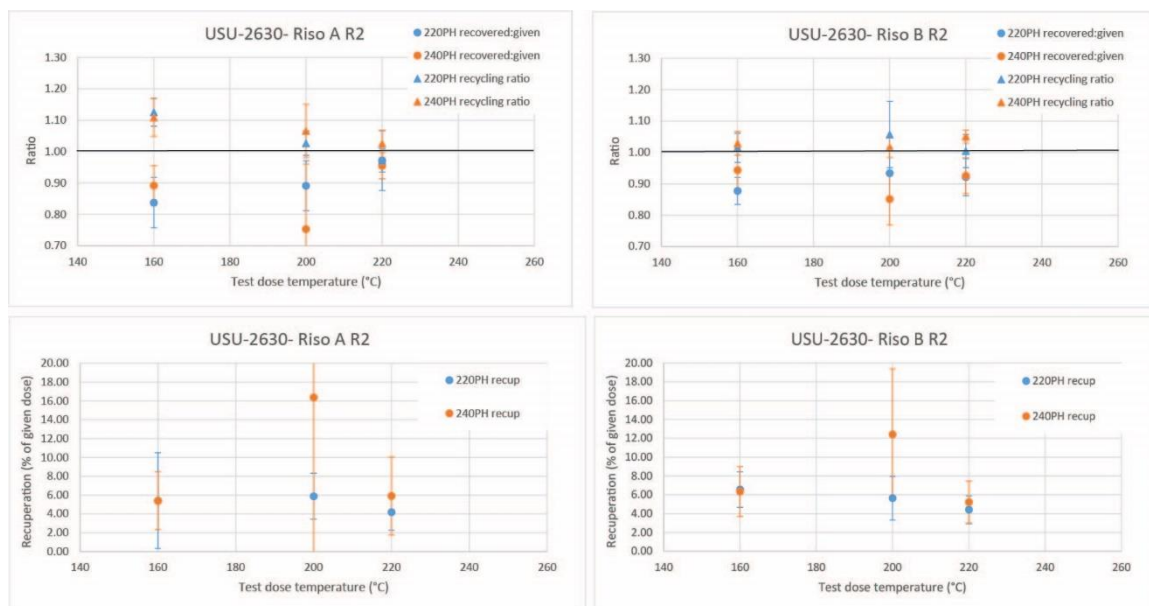 USU-2630- Riso A R2
220PH recovered:given
240PH recovered:given
220PH recycling ratio
240PH recycling ratio
1.30
1.20
1.10
1.00
0.90
0.80
0.70
Ratio
140 160 180 200 220 240 260
Test dose temperature (°C)
USU-2630- Riso B R2
220PH recovered:given
240PH recovered:given
220PH recycling ratio
240PH recycling ratio
1.30
1.20
1.10
1.00
0.90
0.80
0.70
Ratio
140 160 180 200 220 240 260
Test dose temperature (°C)
USU-2630- Riso A R2
220PH recup
240PH recup
20.00
18.00
16.00
14.00
12.00
10.00
8.00
6.00
4.00
2.00
0.00
Recuperation (% of given dose)
140 160 180 200 220 240 260
Test dose temperature (°C)
USU-2630- Riso B R2
220PH recup
240PH recup
20.00
18.00
16.00
14.00
12.00
10.00
8.00
6.00
4.00
2.00
0.00
Recuperation (% of given dose)
140 160 180 200 220 240 260
Test dose temperature (°C)